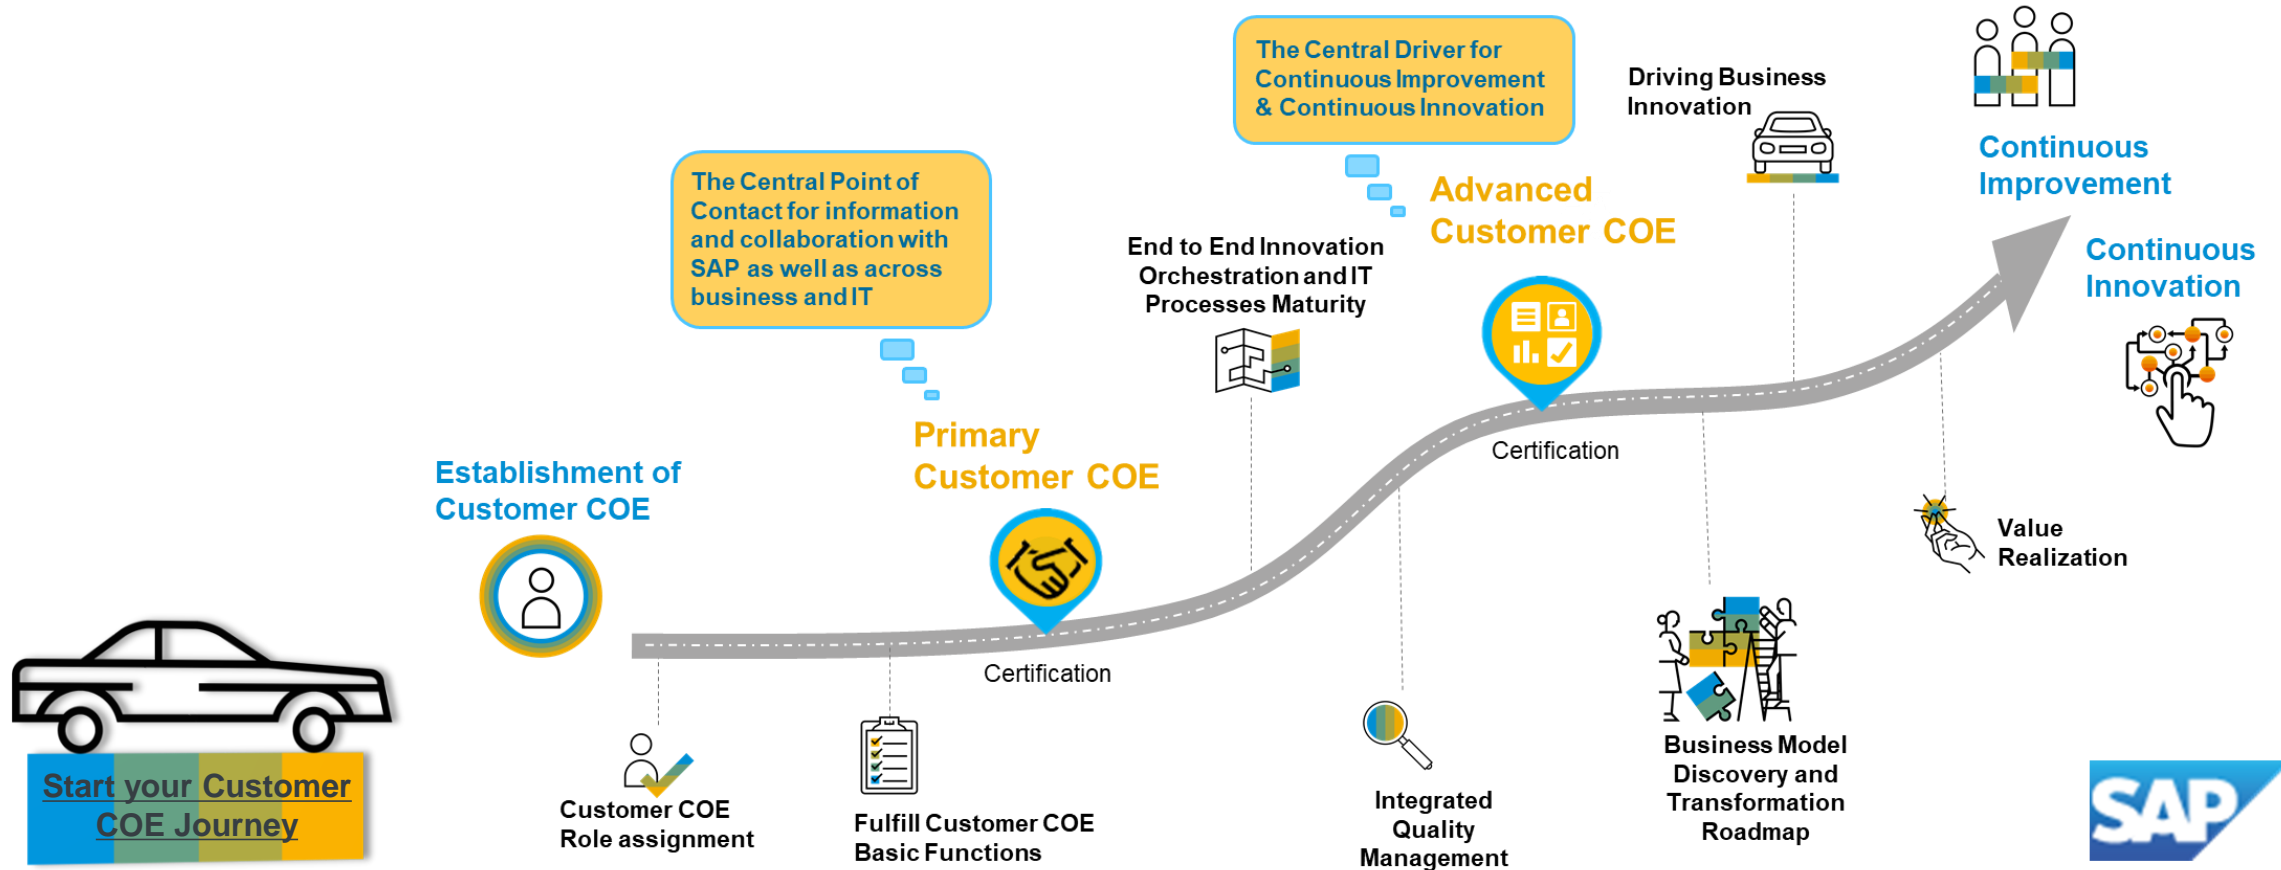 The Central Driver for
Continuous Improvement
& Continuous Innovation
Driving Business
Innovation
Continuous
Improvement
The Central Point of
Contact for information
and collaboration with
SAP as well as across
business and IT
Advanced
Customer COE
End to End Innovation
Orchestration and IT
Processes Maturity
Continuous
Innovation
Primary
Customer COE
Certification
Establishment of
Customer COE
Value
Realization
Certification
Start your Customer
COE Journey
Customer COE
Role assignment
Fulfill Customer COE
Basic Functions
Integrated
Quality
Management
Business Model
Discovery and
Transformation
Roadmap
SAP